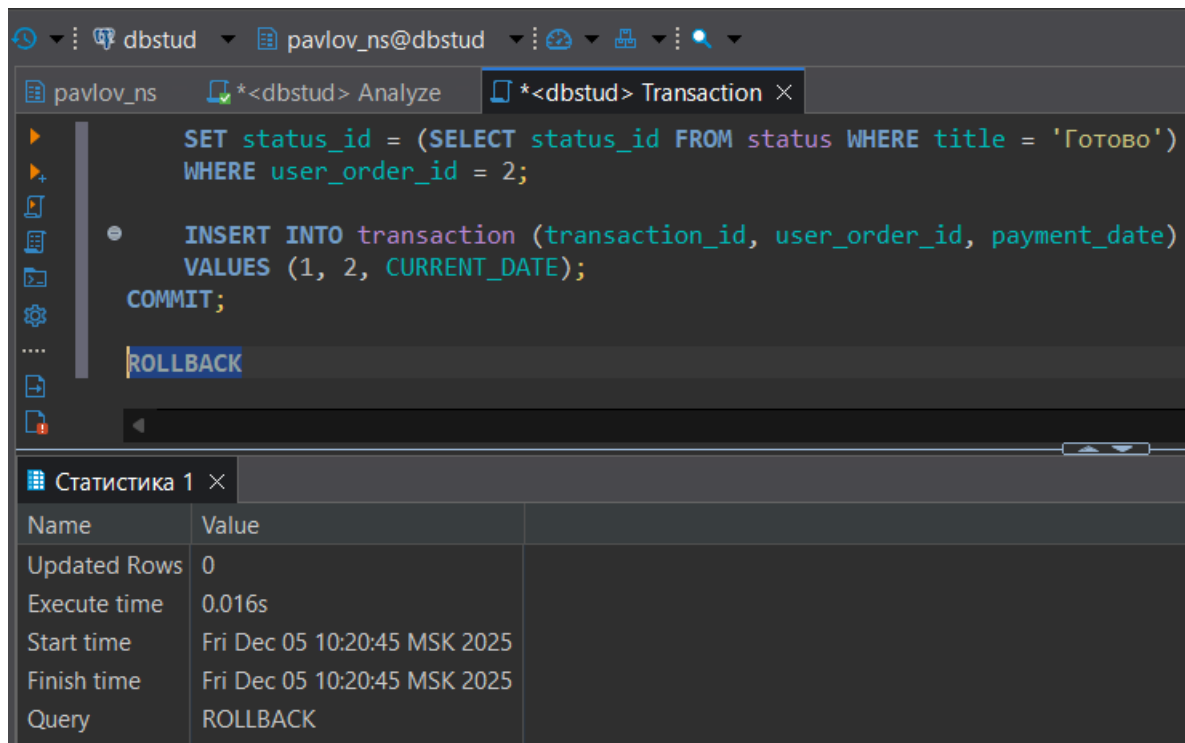 dbstud pavlov_ns@dbstud
pavlov_ns *<dbstud> Analyze *<dbstud> Transaction
SET status_id = (SELECT status_id FROM status WHERE title = 'Готово')
WHERE user_order_id = 2;
INSERT INTO transaction (transaction_id, user_order_id, payment_date)
VALUES (1, 2, CURRENT_DATE);
COMMIT;
ROLLBACK
Статистика 1
Name Value
Updated Rows 0
Execute time 0.016s
Start time Fri Dec 05 10:20:45 MSK 2025
Finish time Fri Dec 05 10:20:45 MSK 2025
Query ROLLBACK